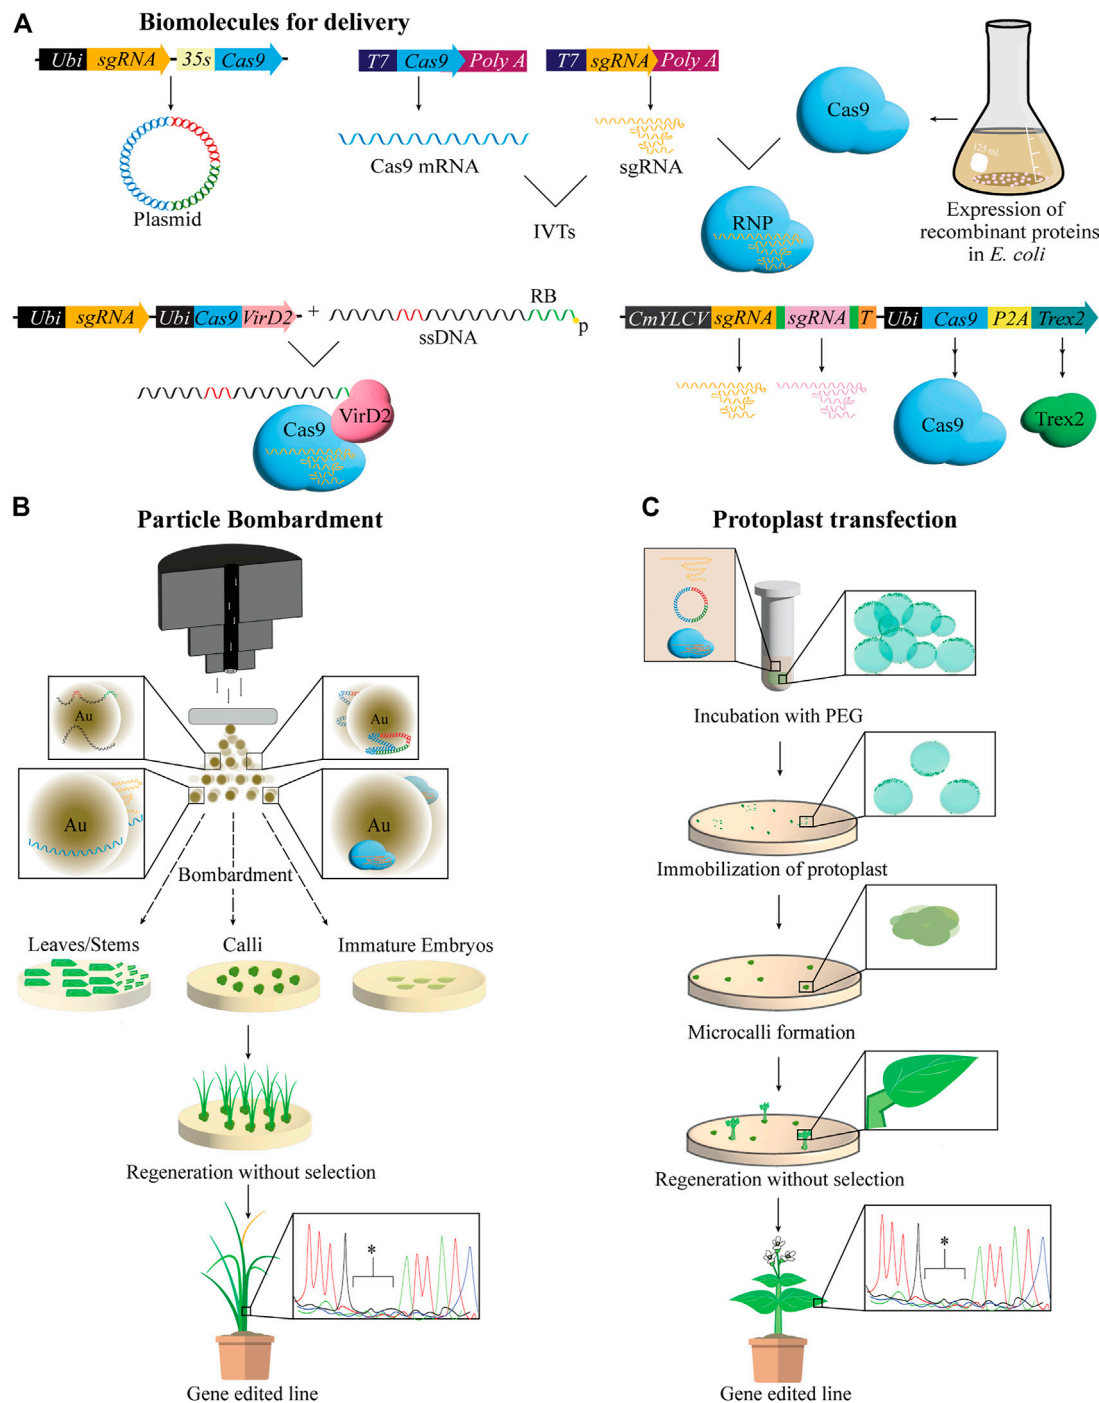 A
Biomolecules for delivery
Ubi sgRNA 35s Cas9
T7 Cas9 Poly A
T7 sgRNA Poly A
Plasmid
Cas9 mRNA
sgRNA
IVTs
Cas9
RNP
125 ml
Expression of
recombinant proteins
in E. coli
Ubi sgRNA Ubi Cas9 VirD2
+
RB
ssDNA
p
VirD2
Cas9
CmYLCV sgRNA sgRNA T Ubi Cas9 P2A Trex2
Cas9
Trex2
B
Particle Bombardment
Au
Au
Au
Au
Bombardment
Leaves/Stems
Calli
Immature Embryos
Regeneration without selection
*
Gene edited line
C
Protoplast transfection
Incubation with PEG
Immobilization of protoplast
Microcalli formation
Regeneration without selection
*
Gene edited line